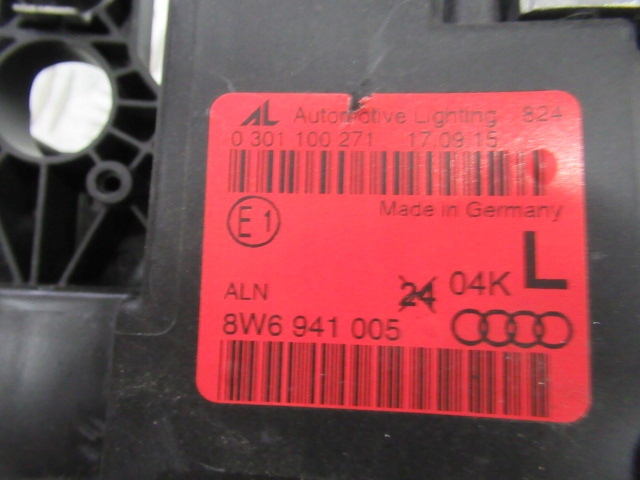 AL Automotive Lighting 824
0 301 100 271 17.09.15
E1
Made in Germany
L
ALN 24 04K
8W6 941 005